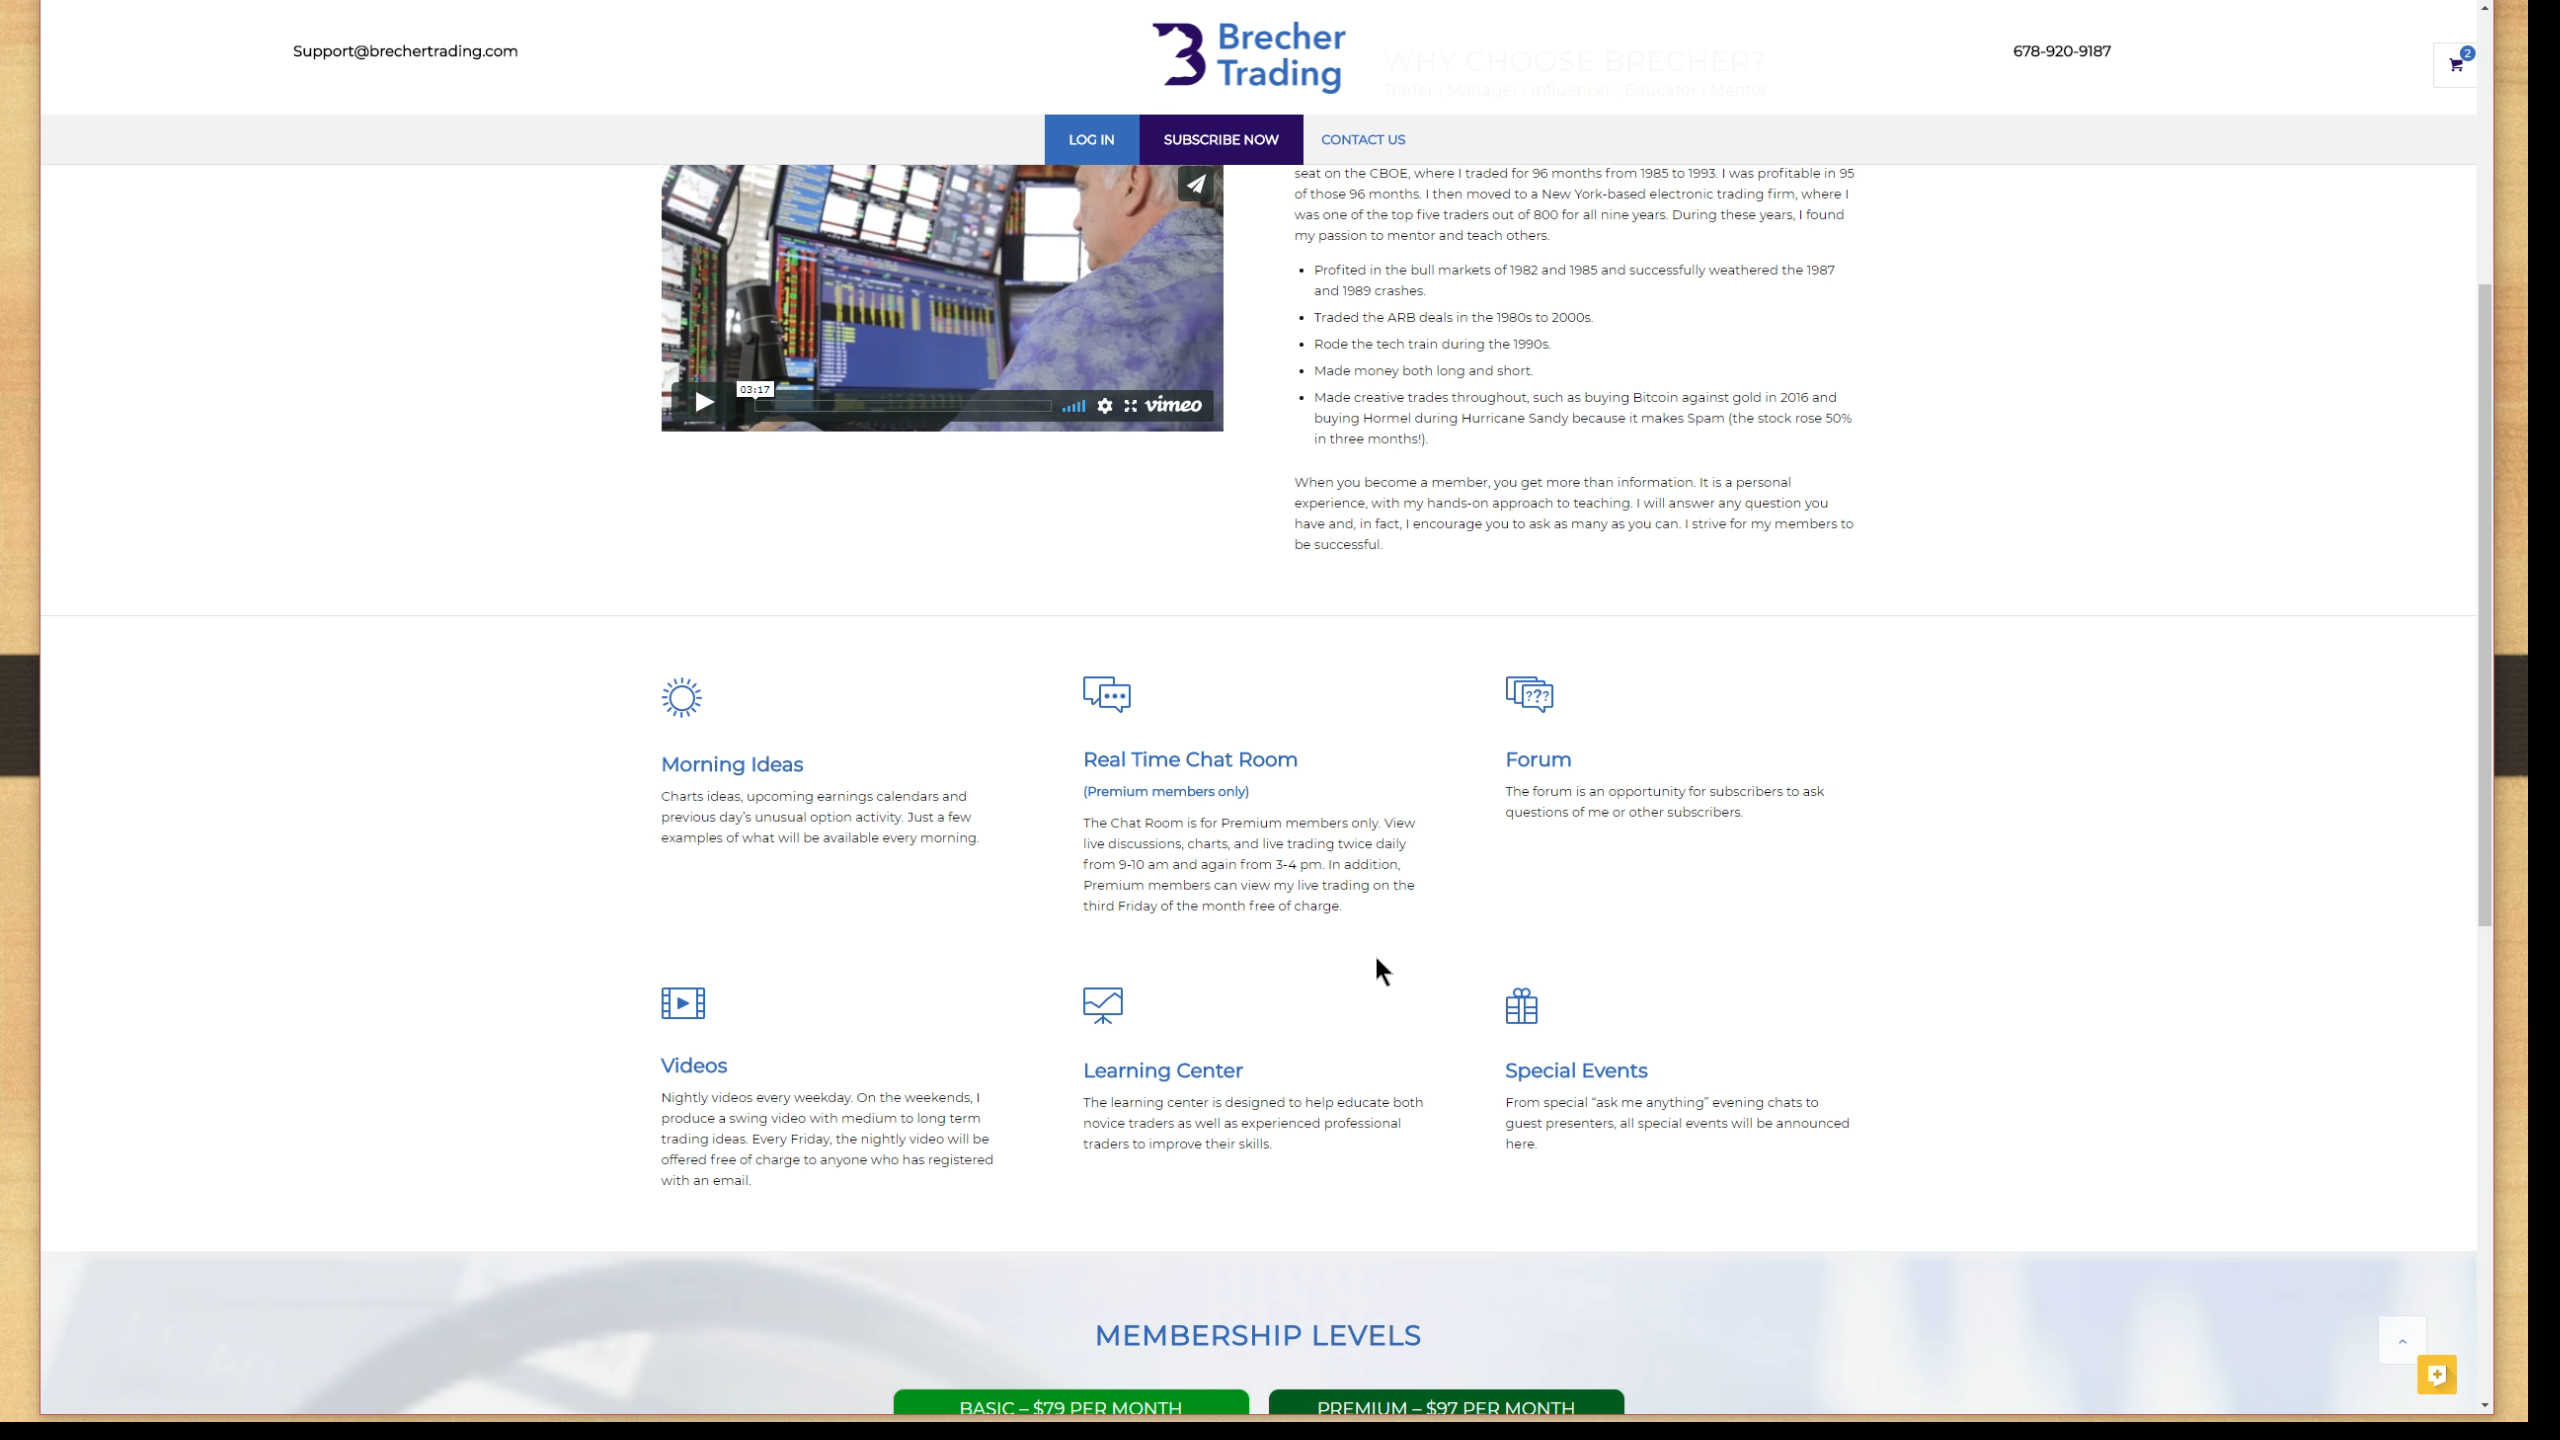 Support@brechertrading.com
Brecher
Trading
WHY CHOOSE BRECHER?
Trader | Manager | Influencer | Educator | Mentor
678-920-9187
2
LOG IN
SUBSCRIBE NOW
CONTACT US
seat on the CBOE, where I traded for 96 months from 1985 to 1993. I was profitable in 95
of those 96 months. I then moved to a New York-based electronic trading firm, where I
was one of the top five traders out of 800 for all nine years. During these years, I found
my passion to mentor and teach others.
• Profited in the bull markets of 1982 and 1985 and successfully weathered the 1987
and 1989 crashes.
• Traded the ARB deals in the 1980s to 2000s.
• Rode the tech train during the 1990s.
• Made money both long and short.
• Made creative trades throughout, such as buying Bitcoin against gold in 2016 and
buying Hormel during Hurricane Sandy because it makes Spam (the stock rose 50%
in three months!).
03:17
vimeo
When you become a member, you get more than information. It is a personal
experience, with my hands-on approach to teaching. I will answer any question you
have and, in fact, I encourage you to ask as many as you can. I strive for my members to
be successful.
Morning Ideas
Charts ideas, upcoming earnings calendars and
previous day's unusual option activity. Just a few
examples of what will be available every morning.
Real Time Chat Room
(Premium members only)
The Chat Room is for Premium members only. View
live discussions, charts, and live trading twice daily
from 9-10 am and again from 3-4 pm. In addition,
Premium members can view my live trading on the
third Friday of the month free of charge.
???
Forum
The forum is an opportunity for subscribers to ask
questions of me or other subscribers.
Videos
Nightly videos every weekday. On the weekends, I
produce a swing video with medium to long term
trading ideas. Every Friday, the nightly video will be
offered free of charge to anyone who has registered
with an email.
Learning Center
The learning center is designed to help educate both
novice traders as well as experienced professional
traders to improve their skills.
Special Events
From special “ask me anything” evening chats to
guest presenters, all special events will be announced
here.
MEMBERSHIP LEVELS
BASIC – $79 PER MONTH
PREMIUM – $97 PER MONTH